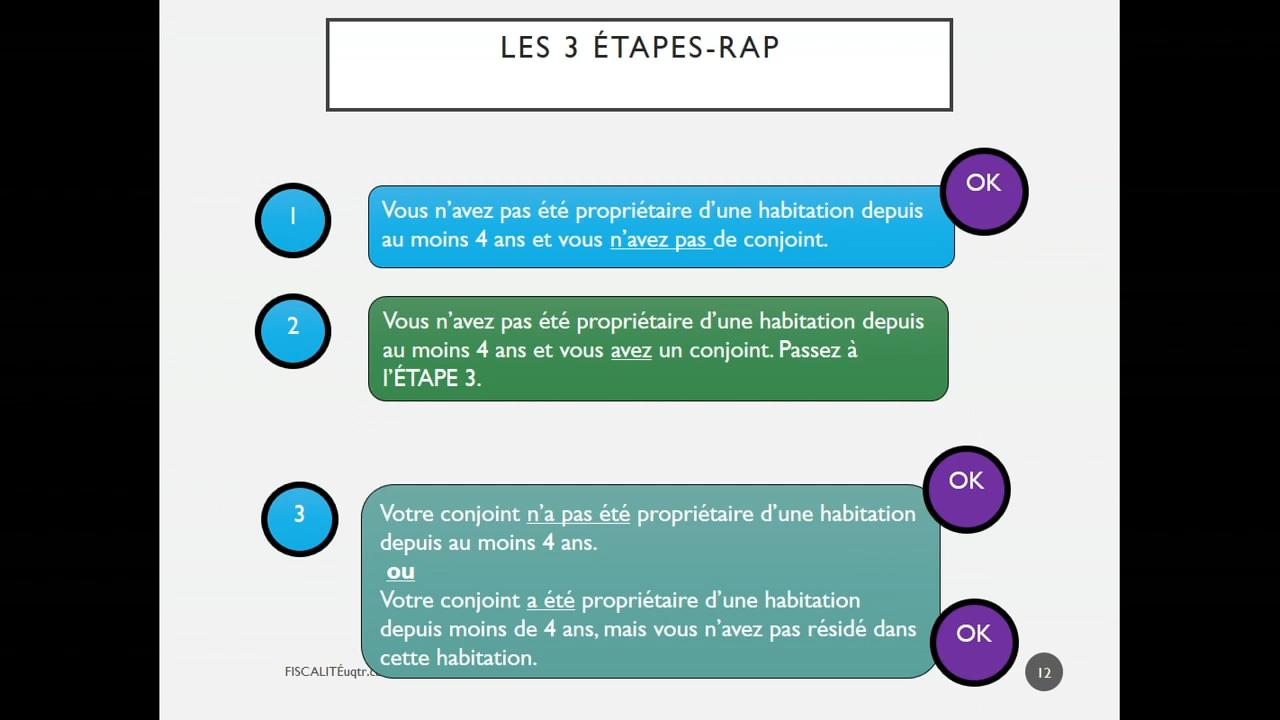 LES 3 ÉTAPES-RAP
OK
1
Vous n'avez pas été propriétaire d'une habitation depuis
au moins 4 ans et vous n'avez pas de conjoint.
2
Vous n'avez pas été propriétaire d'une habitation depuis
au moins 4 ans et vous avez un conjoint. Passez à
l'ÉTAPE 3.
OK
3
Votre conjoint n'a pas été propriétaire d'une habitation
depuis au moins 4 ans.
ou
Votre conjoint a été propriétaire d'une habitation
depuis moins de 4 ans, mais vous n'avez pas résidé dans
cette habitation.
OK
FISCALITÉuqtr.c
12